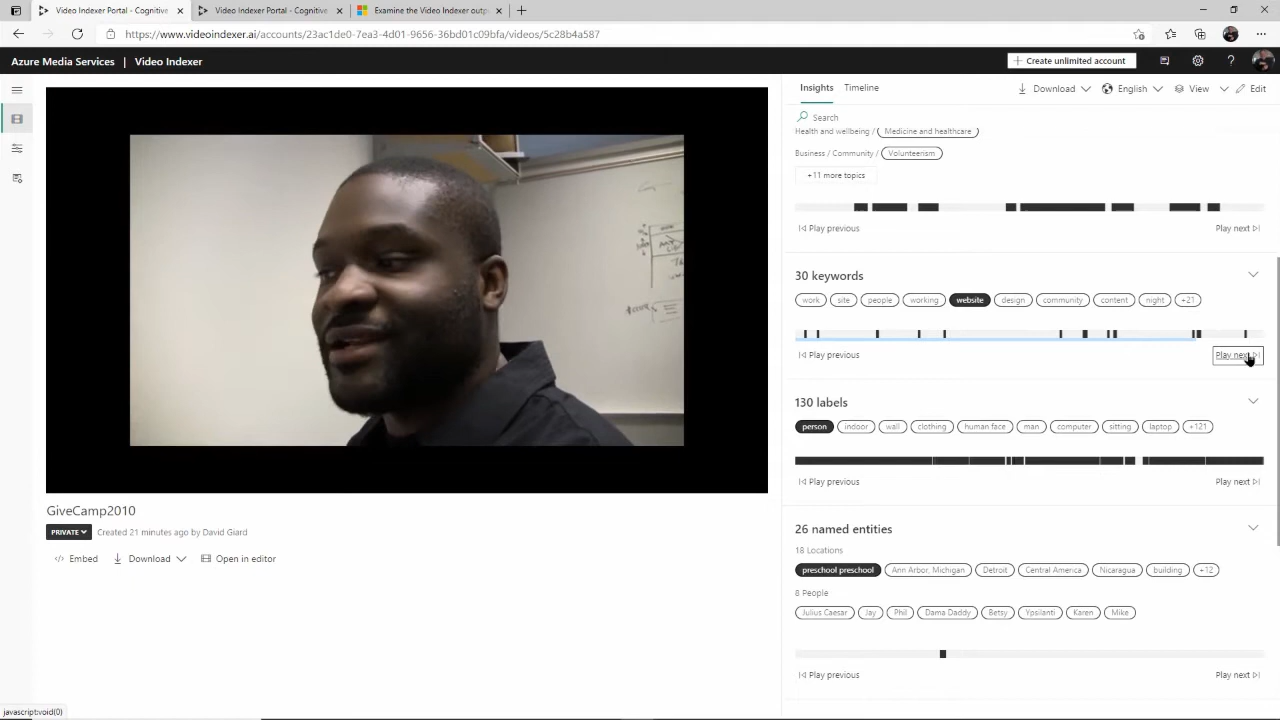 Video Indexer Portal - Cognitive
Video Indexer Portal - Cognitive
Examine the Video Indexer outp
https://www.videoindexer.ai/accounts/23ac1de0-7ea3-4d01-9656-36bd01c09bfa/videos/5c28b4a587
Azure Media Services | Video Indexer
+ Create unlimited account
Insights Timeline
Download English View Edit
Search
Health and wellbeing / Medicine and healthcare
Business / Community / Volunteerism
+11 more topics
Play previous Play next
30 keywords
work site people working website design community content night +21
Play previous Play next
130 labels
person indoor wall clothing human face man computer sitting laptop +121
Play previous Play next
26 named entities
18 Locations
preschool preschool Ann Arbor, Michigan Detroit Central America Nicaragua building +12
8 People
Julius Caesar Jay Phil Dama Daddy Betsy Ypsilanti Karen Mike
Play previous Play next
GiveCamp2010
PRIVATE Created 21 minutes ago by David Giard
Embed Download Open in editor
javascript:void(0)